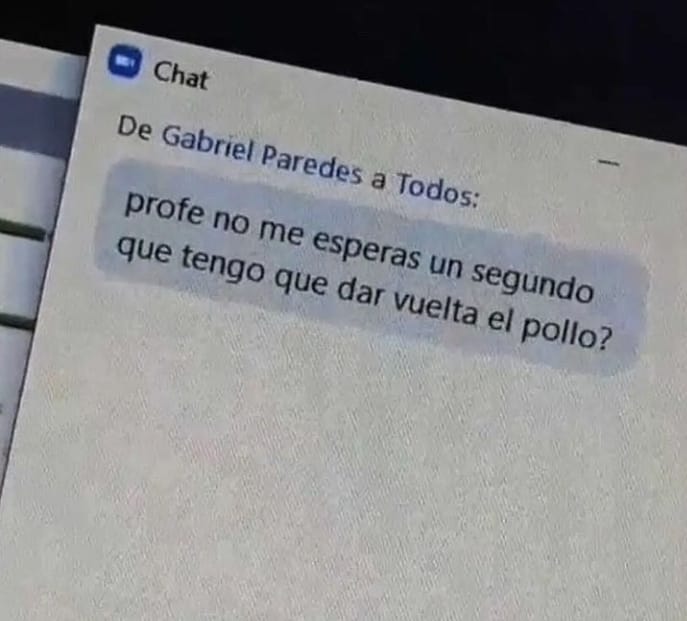 Chat
De Gabriel Paredes a Todos:
profe no me esperas un segundo
que tengo que dar vuelta el pollo?